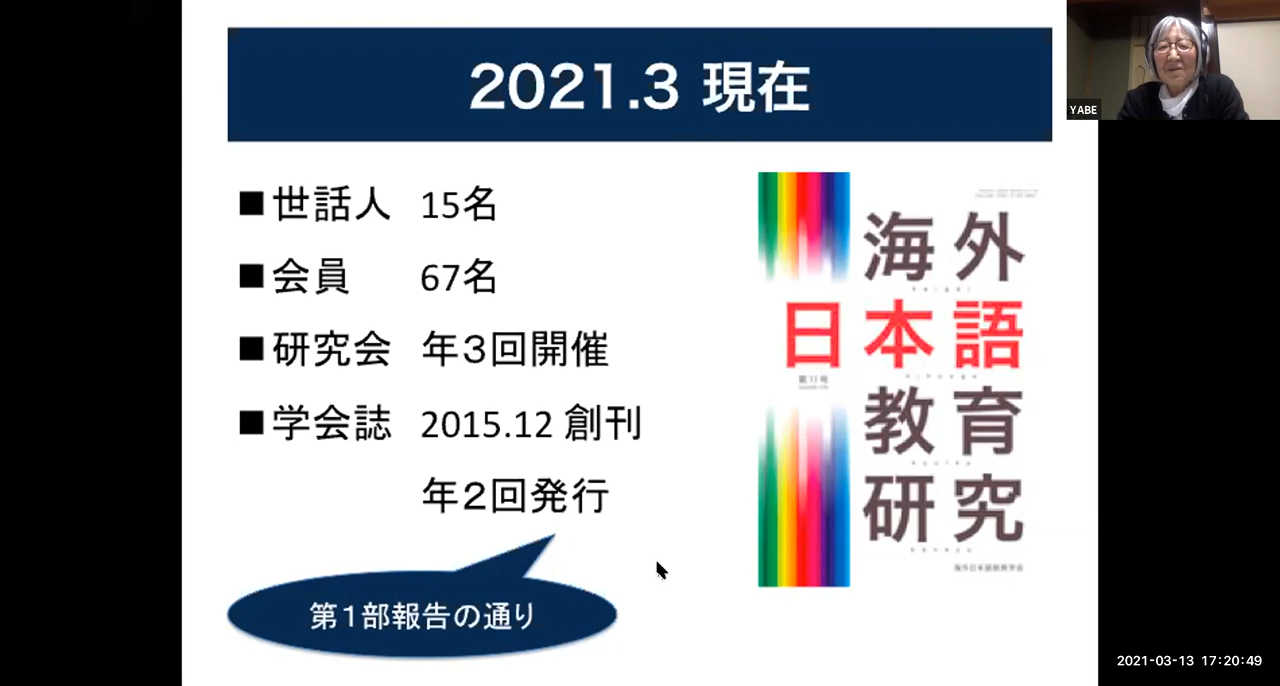 2021.3 現在
■世話人 15名
■会員 67名
■研究会 年３回開催
■学会誌 2015.12 創刊
年２回発行
第１部報告の通り
海外
日本語
第11号
教育
研究
海外日本語教育学会
YABE
2021-03-13 17:20:49